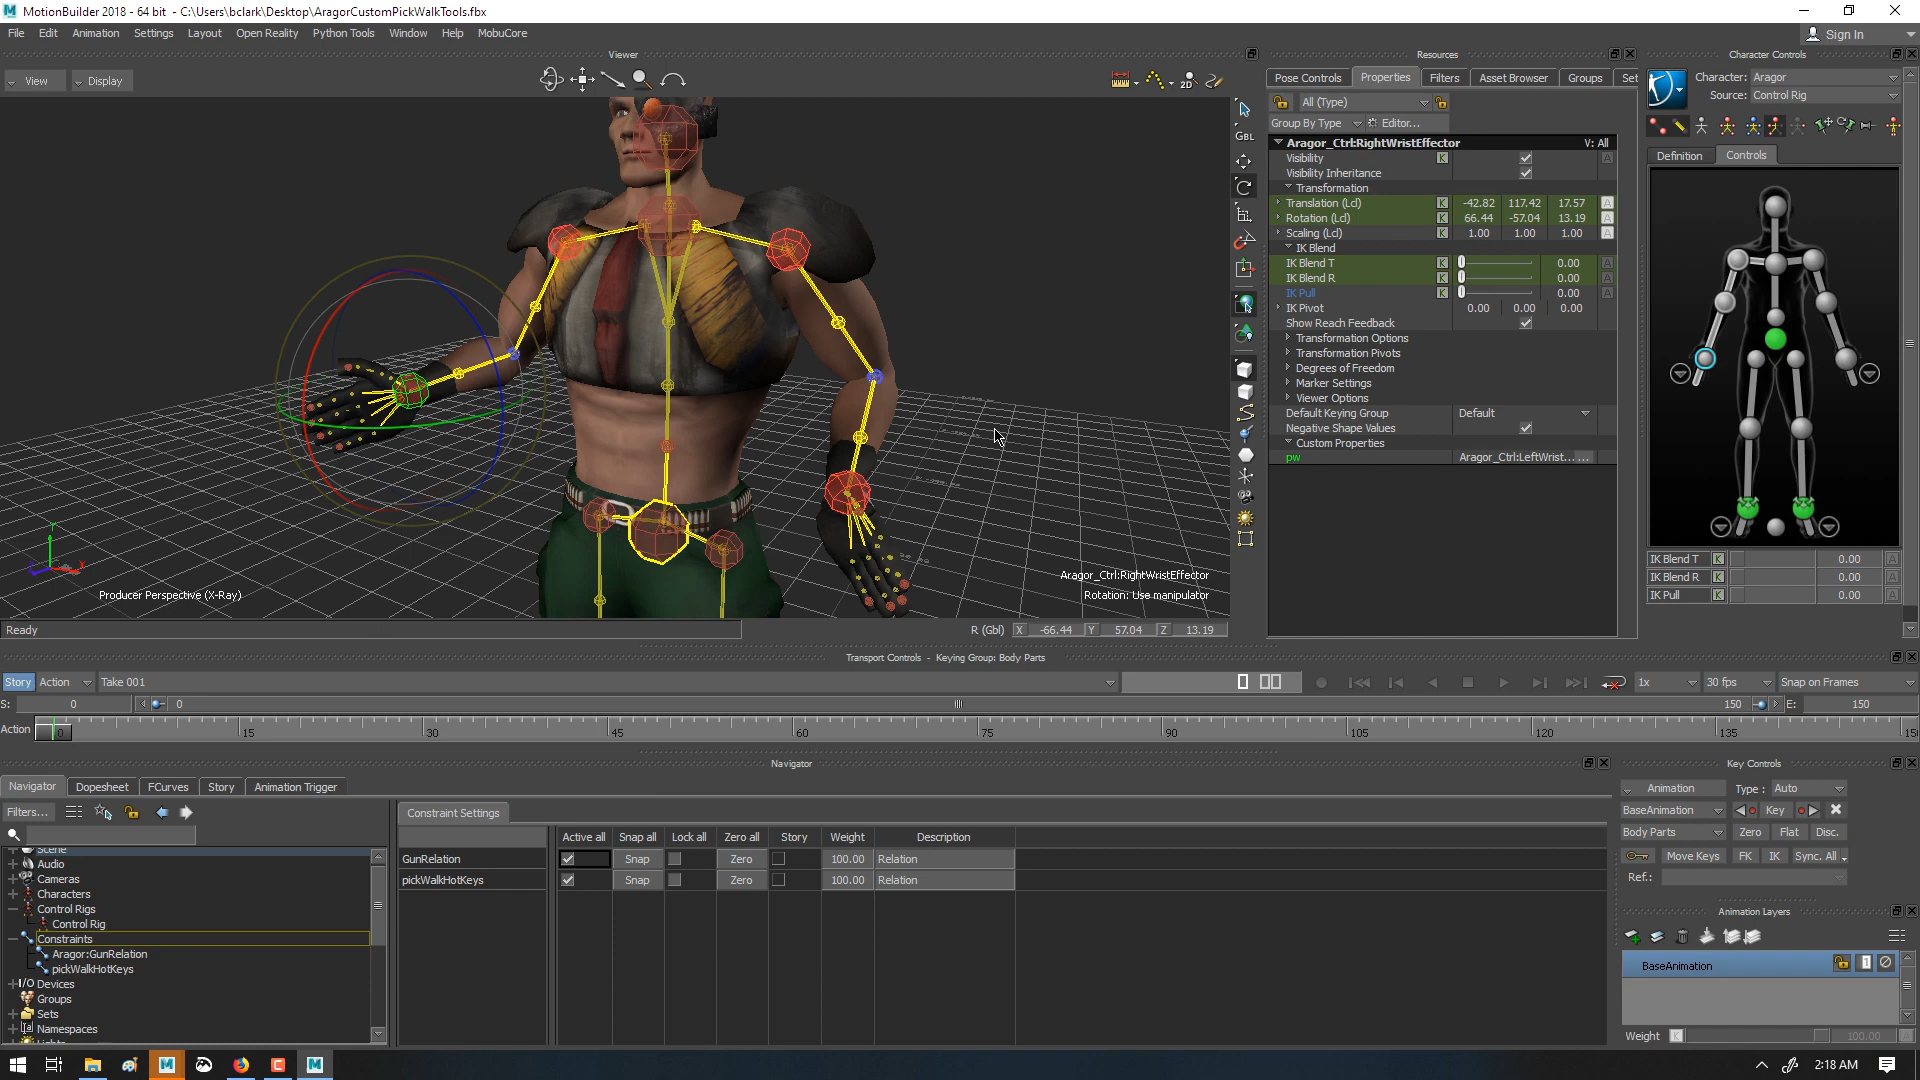 MotionBuilder 2018 - 64 bit - C:\Users\bclark\Desktop\AragorCustomPickWalkTools.fbx
File Edit Animation Settings Layout Open Reality Python Tools Window Help MobuCore
Sign In
Viewer
View Display
2D
GBL
Producer Perspective (X-Ray)
Aragor_Ctrl:RightWristEffector
Rotation: Use manipulator
Ready
R (Gbl) X -66.44 Y 57.04 Z 13.19
Resources
Pose Controls Properties Filters Asset Browser Groups Set
All (Type)
Group By Type Editor...
Aragor_Ctrl:RightWristEffector V: All
Visibility K A
Visibility Inheritance
Transformation
Translation (Lcl) K -42.82 117.42 17.57 A
Rotation (Lcl) K 66.44 -57.04 13.19 A
Scaling (Lcl) K 1.00 1.00 1.00 A
IK Blend
IK Blend T K 0.00 A
IK Blend R K 0.00 A
IK Pull K 0.00 A
IK Pivot 0.00 0.00 0.00
Show Reach Feedback
Transformation Options
Transformation Pivots
Degrees of Freedom
Marker Settings
Viewer Options
Default Keying Group Default
Negative Shape Values
Custom Properties
pw Aragor_Ctrl:LeftWrist... ...
Character Controls
Character: Aragor
Source: Control Rig
Definition Controls
IK Blend T K 0.00 A
IK Blend R K 0.00 A
IK Pull K 0.00 A
Transport Controls - Keying Group: Body Parts
Story Action Take 001 1x 30 fps Snap on Frames
S: 0 0 150 E: 150
Action 0 15 30 45 60 75 90 105 120 135 15
Navigator
Navigator Dopesheet FCurves Story Animation Trigger
Filters...
Scene
Audio
Cameras
Characters
Control Rigs
Control Rig
Constraints
Aragor:GunRelation
pickWalkHotKeys
I/O Devices
Groups
Sets
Namespaces
Lights
Constraint Settings
Active all Snap all Lock all Zero all Story Weight Description
GunRelation Snap Zero 100.00 Relation
pickWalkHotKeys Snap Zero 100.00 Relation
Key Controls
Animation Type : Auto
BaseAnimation Key
Body Parts Zero Flat Disc.
Move Keys FK IK Sync. All
Ref.:
Animation Layers
BaseAnimation 1
Weight K 100.00 A
2:18 AM